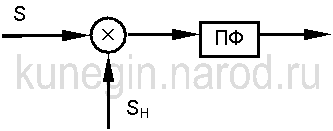 S
×
ПФ
kunegin.narod.ru
Sн